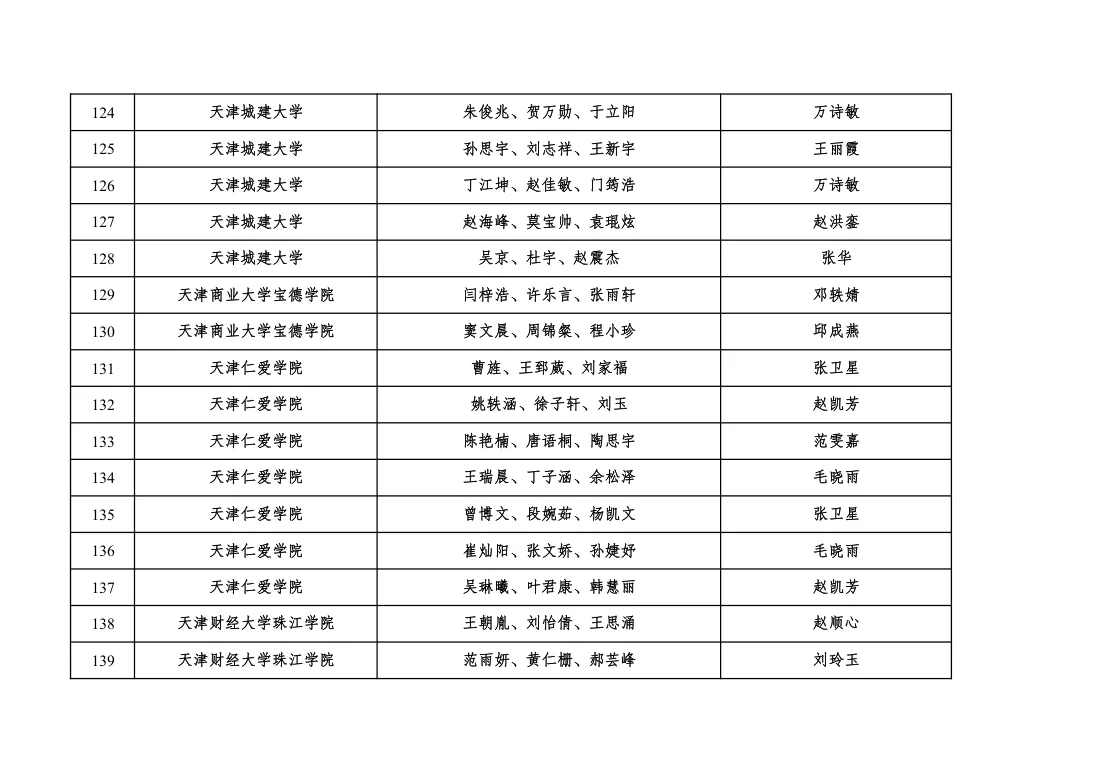 124 天津城建大学 朱俊兆、贺万勋、于立阳 万诗敏
125 天津城建大学 孙思宇、刘志祥、王新宇 王丽霞
126 天津城建大学 丁江坤、赵佳敏、门筠浩 万诗敏
127 天津城建大学 赵海峰、莫宝帅、袁琨炫 赵洪銮
128 天津城建大学 吴京、杜宇、赵震杰 张华
129 天津商业大学宝德学院 闫梓浩、许乐言、张雨轩 邓轶婧
130 天津商业大学宝德学院 窦文晨、周锦粲、程小珍 邱成燕
131 天津仁爱学院 曹旌、王郅葳、刘家福 张卫星
132 天津仁爱学院 姚轶涵、徐子轩、刘玉 赵凯芳
133 天津仁爱学院 陈艳楠、唐语桐、陶思宇 范雯嘉
134 天津仁爱学院 王瑞晨、丁子涵、余松泽 毛晓雨
135 天津仁爱学院 曾博文、段婉茹、杨凯文 张卫星
136 天津仁爱学院 崔灿阳、张文娇、孙婕妤 毛晓雨
137 天津仁爱学院 吴琳曦、叶君康、韩慧丽 赵凯芳
138 天津财经大学珠江学院 王朝胤、刘怡倩、王思涌 赵顺心
139 天津财经大学珠江学院 范雨妍、黄仁栅、郝芸峰 刘玲玉